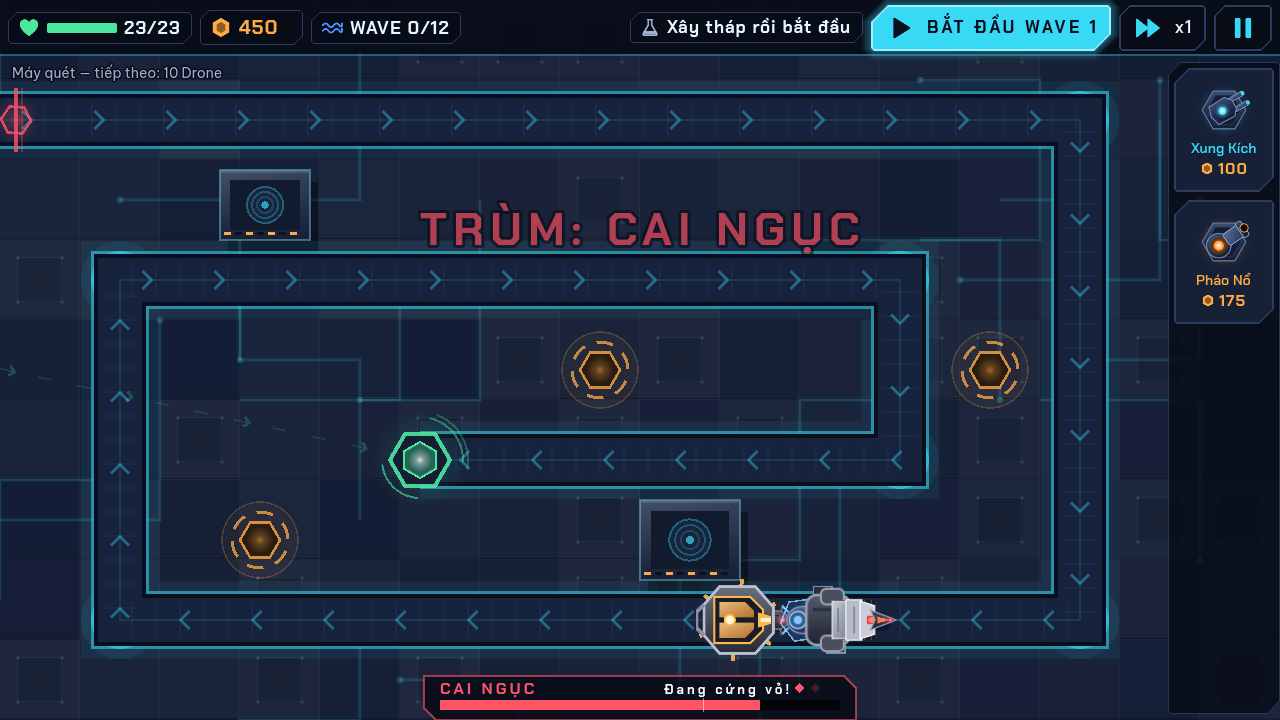 23/23
450
WAVE 0/12
Xây tháp rồi bắt đầu
BẮT ĐẦU WAVE 1
x1
Máy quét – tiếp theo: 10 Drone
Xung Kích
100
TRÙM: CAI NGỤC
Pháo Nổ
175
CAI NGỤC
Đang cứng vỏ!